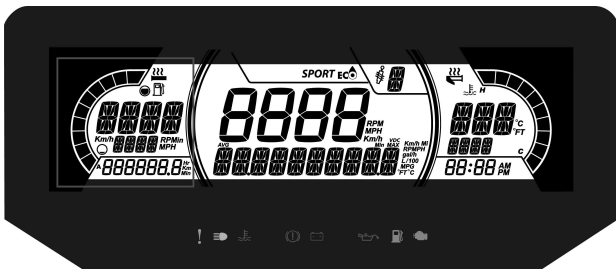 SPORT ECO
H
Km/h
RPMin
MPH
RPM
MPH
Km/h
°C
°FT
AVG
Min
VDC
MAX
Km/h MI
RPMPH
gal/h
L/100
MPG
FT°C
C
A
888888.8
Hr
Km
Min
8888
88:88
AM
PM
!